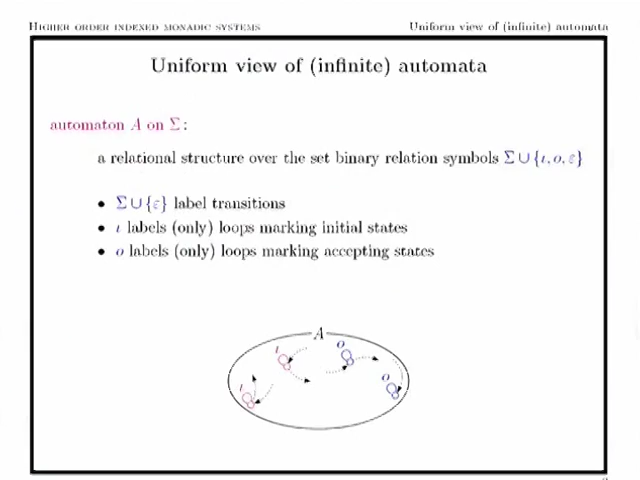 Higher order indexed monadic systems Uniform view of (infinite) automata
Uniform view of (infinite) automata
automaton A on Σ:
a relational structure over the set binary relation symbols Σ ∪ {ι, o, ε}
• Σ ∪ {ε} label transitions
• ι labels (only) loops marking initial states
• o labels (only) loops marking accepting states
A
ι
o
ι
o